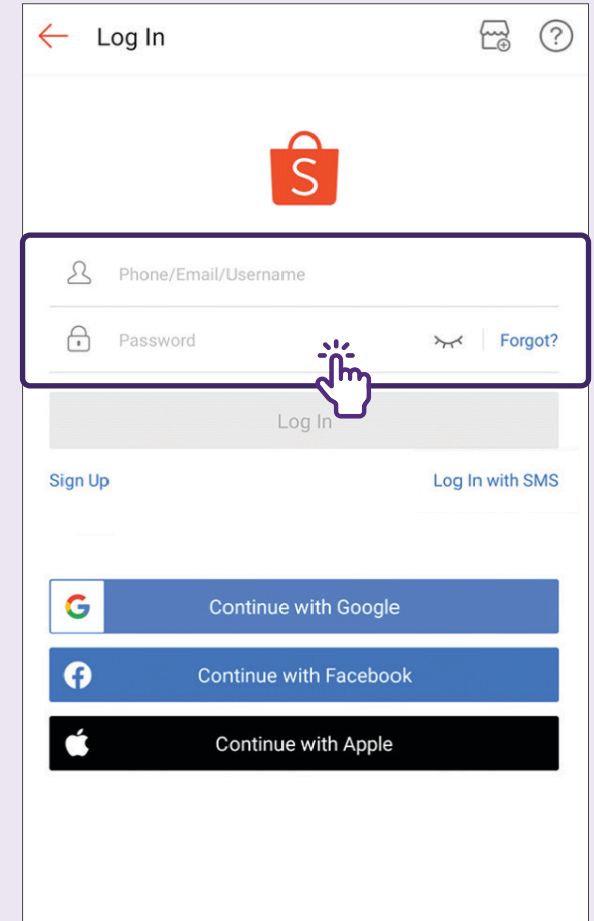 Log In
S
Phone/Email/Username
Password Forgot?
Log In
Sign Up Log In with SMS
G Continue with Google
f Continue with Facebook
Continue with Apple